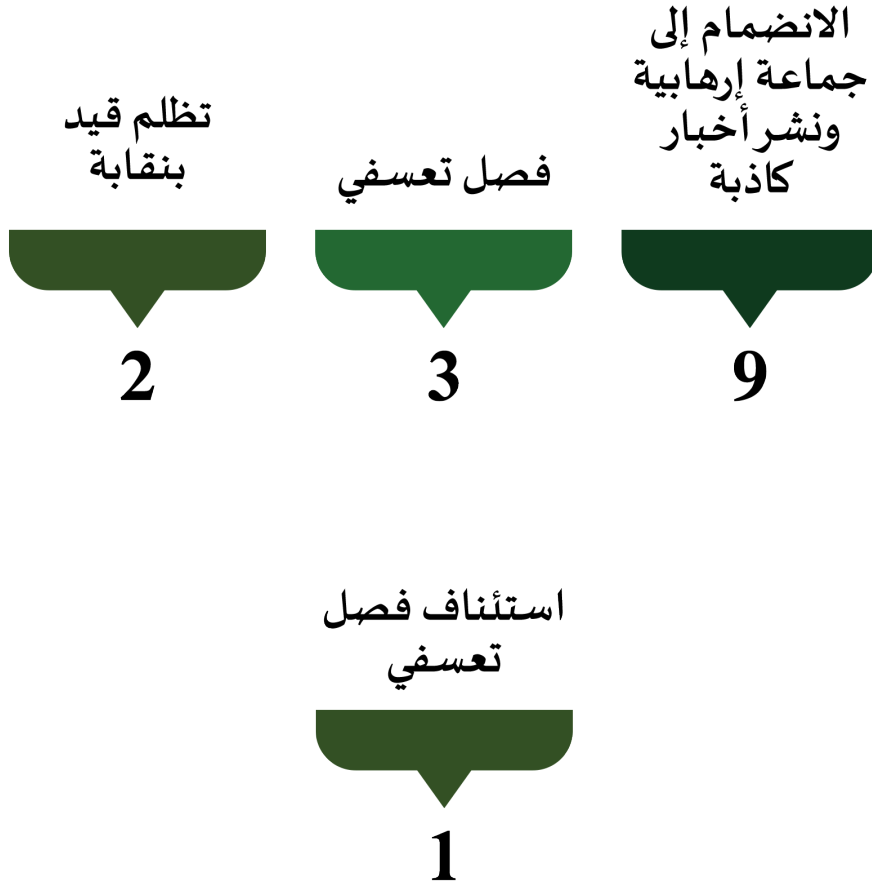 الانضمام إلى
جماعة إرهابية
ونشر أخبار
كاذبة
9
فصل تعسفي
3
تظلم قيد
بنقابة
2
استئناف فصل
تعسفي
1